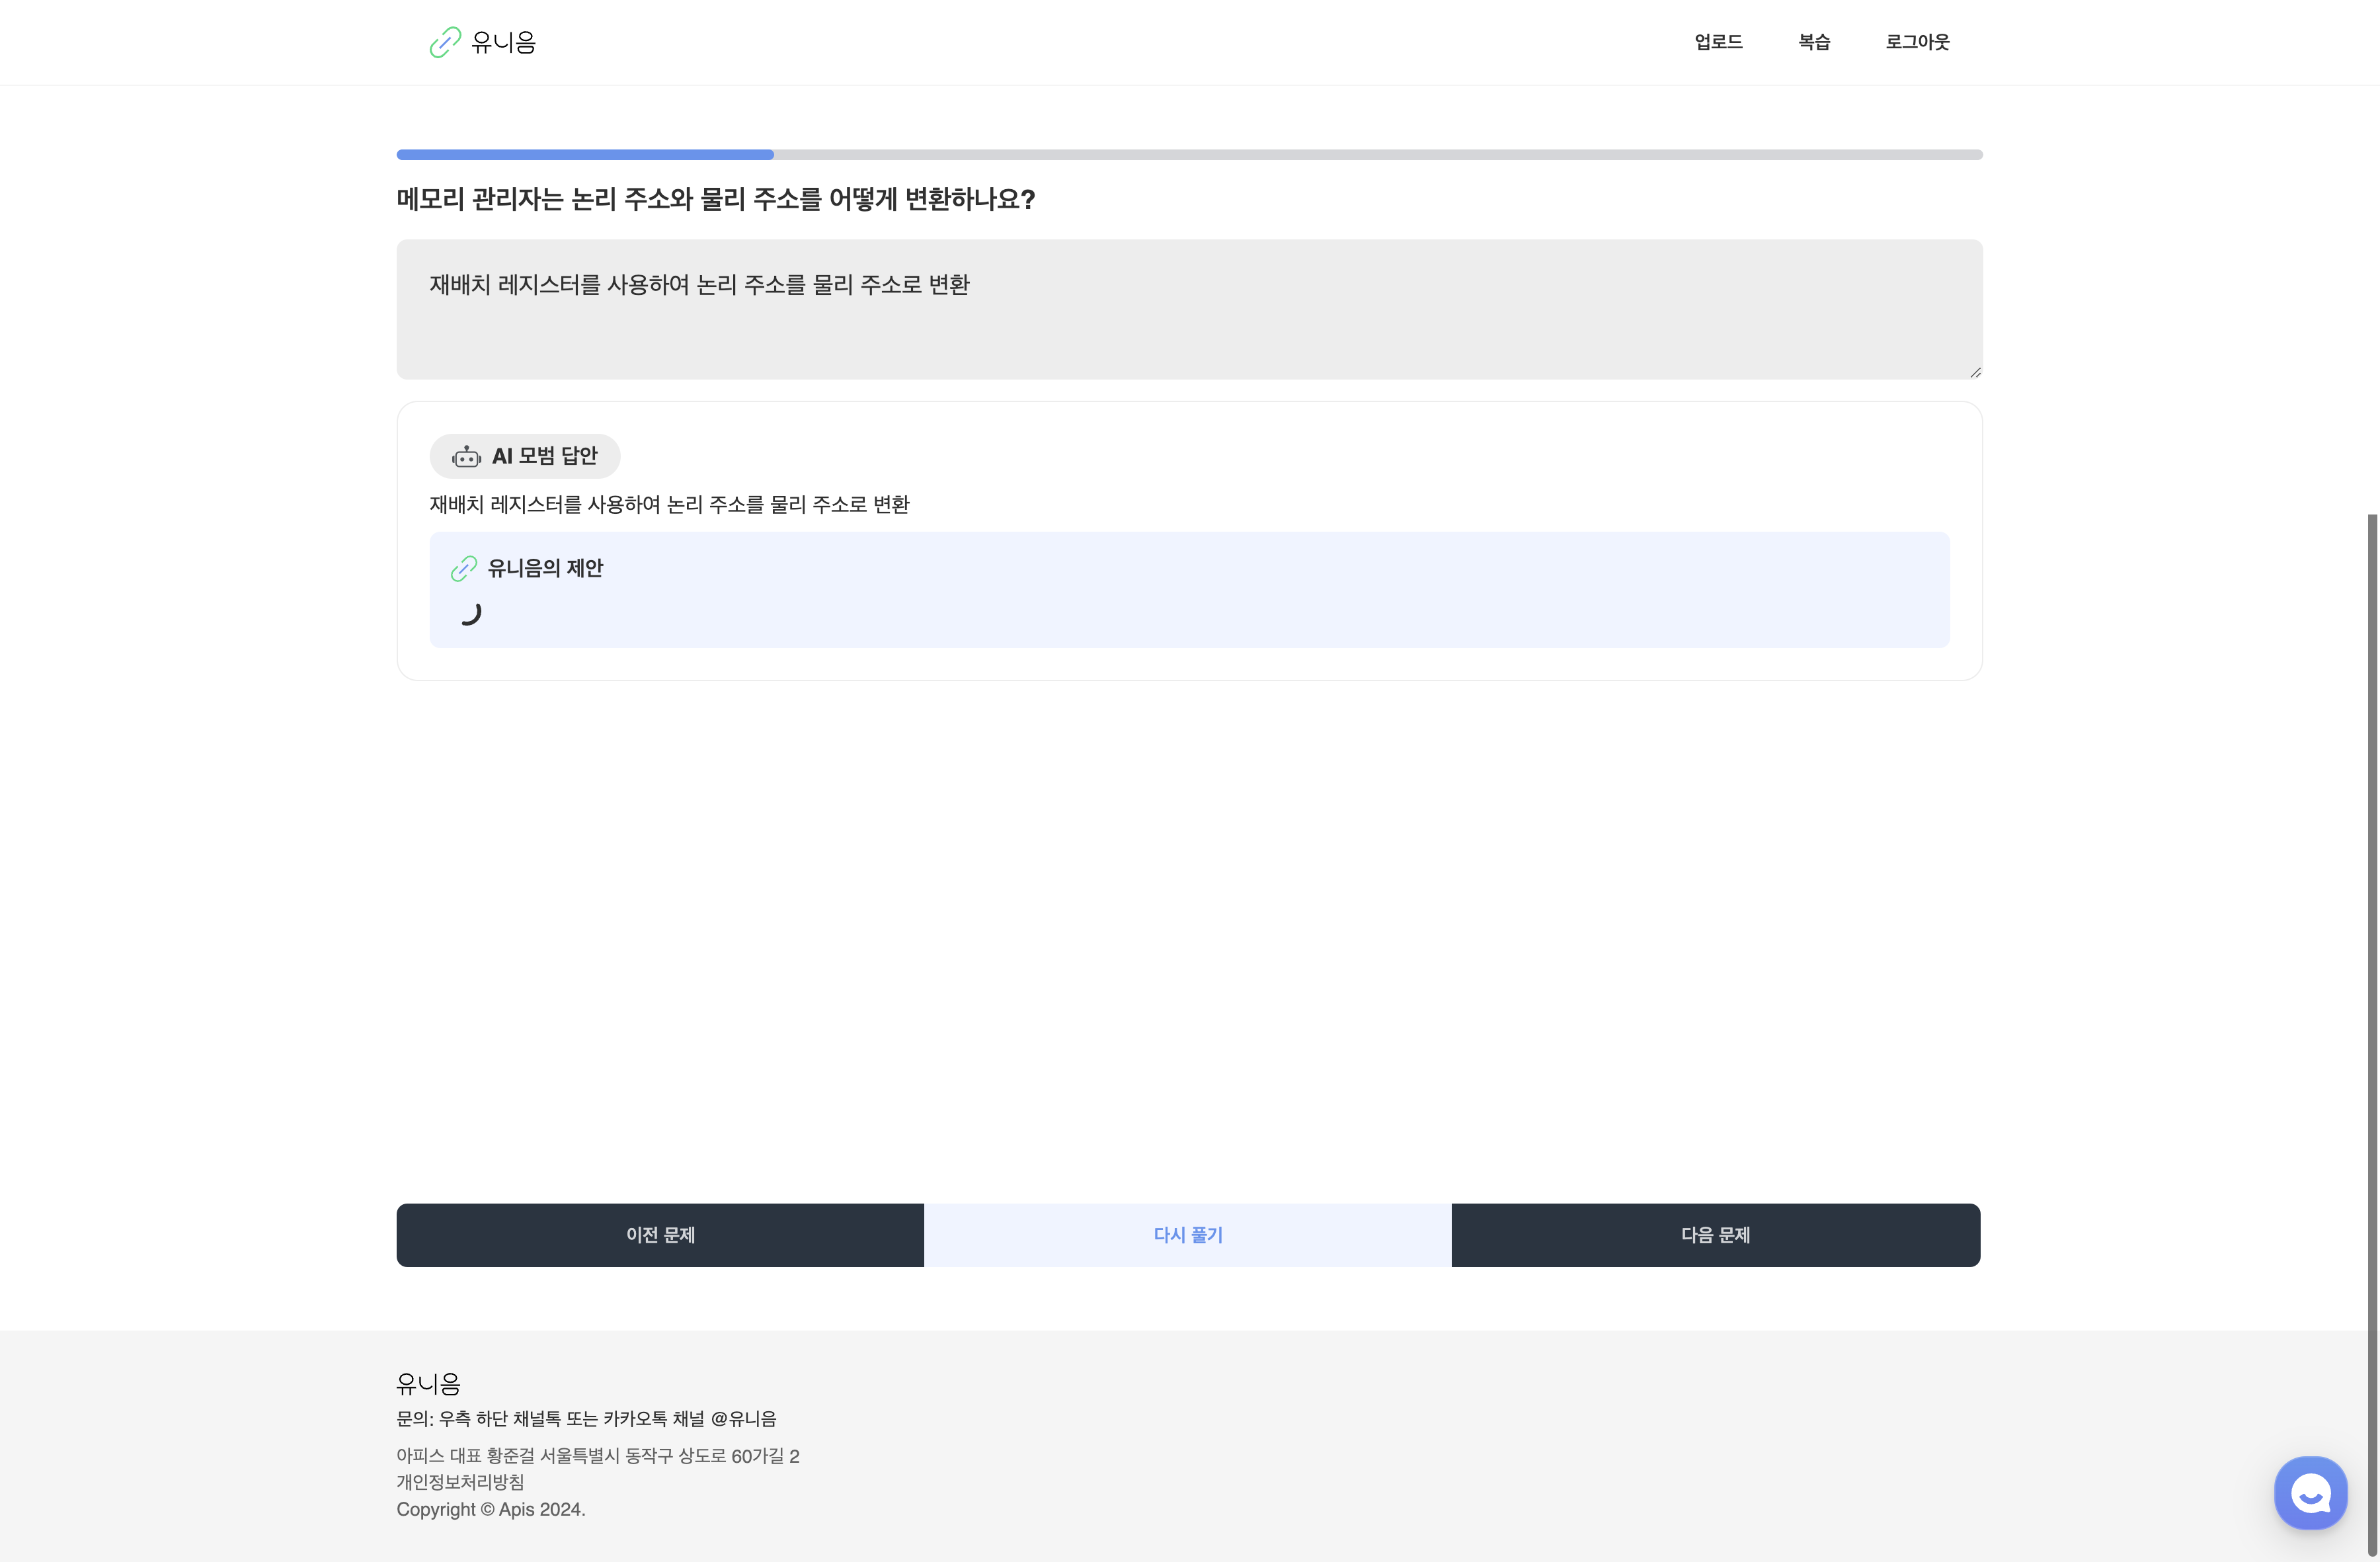 유니음
업로드 복습 로그아웃
메모리 관리자는 논리 주소와 물리 주소를 어떻게 변환하나요?
재배치 레지스터를 사용하여 논리 주소를 물리 주소로 변환
AI 모범 답안
재배치 레지스터를 사용하여 논리 주소를 물리 주소로 변환
유니음의 제안
이전 문제 다시 풀기 다음 문제
유니음
문의: 우측 하단 채널톡 또는 카카오톡 채널 @유니음
아피스 대표 황준걸 서울특별시 동작구 상도로 60가길 2
개인정보처리방침
Copyright © Apis 2024.